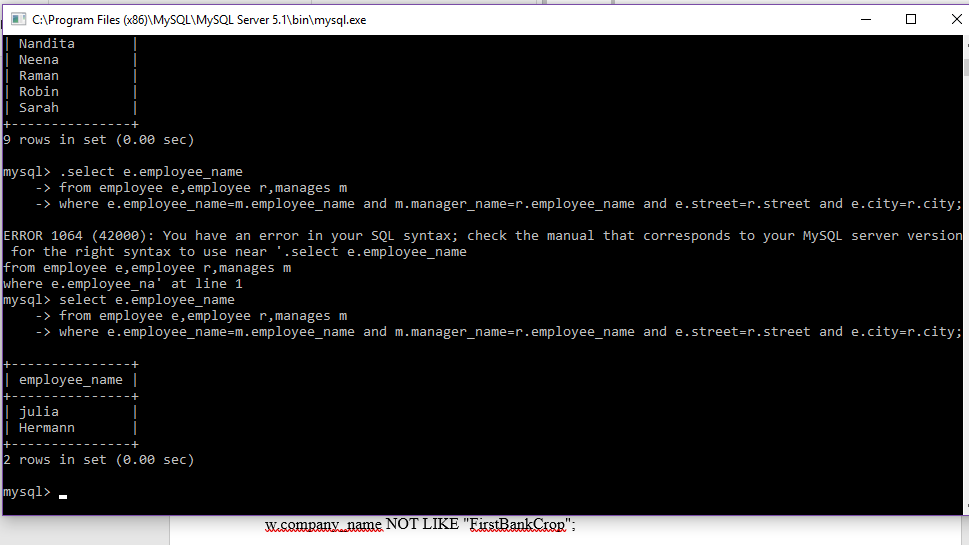 C:\Program Files (x86)\MySQL\MySQL Server 5.1\bin\mysql.exe
| Nandita       |
| Neena         |
| Raman         |
| Robin         |
| Sarah         |
+---------------+
9 rows in set (0.00 sec)
mysql> .select e.employee_name
    -> from employee e,employee r,manages m
    -> where e.employee_name=m.employee_name and m.manager_name=r.employee_name and e.street=r.street and e.city=r.city;
ERROR 1064 (42000): You have an error in your SQL syntax; check the manual that corresponds to your MySQL server version
 for the right syntax to use near '.select e.employee_name
from employee e,employee r,manages m
where e.employee_na' at line 1
mysql> select e.employee_name
    -> from employee e,employee r,manages m
    -> where e.employee_name=m.employee_name and m.manager_name=r.employee_name and e.street=r.street and e.city=r.city;
+---------------+
| employee_name |
+---------------+
| julia         |
| Hermann       |
+---------------+
2 rows in set (0.00 sec)
mysql>
w.company_name NOT LIKE "FirstBankCrop";